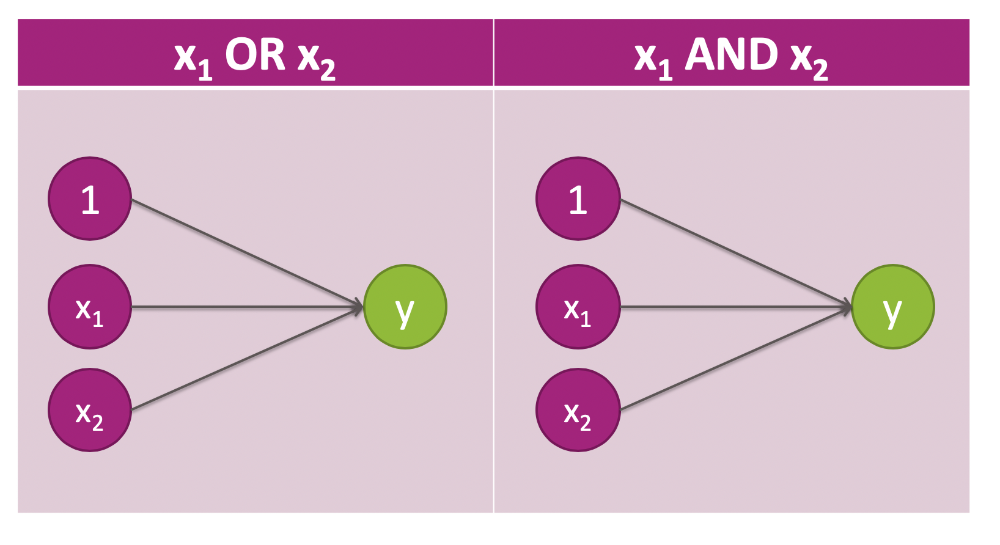 x₁ OR x₂
x₁ AND x₂
1
x₁
x₂
y
1
x₁
x₂
y